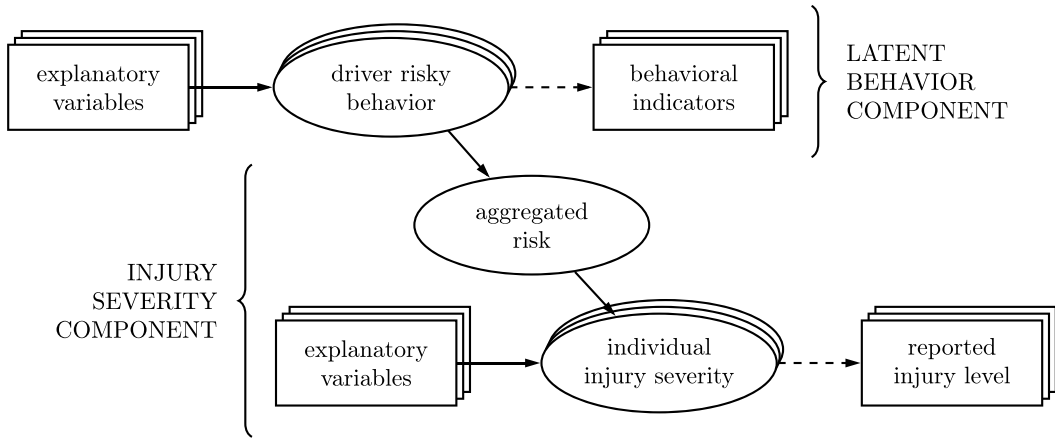 explanatory
variables
driver risky
behavior
behavioral
indicators
LATENT
BEHAVIOR
COMPONENT
aggregated
risk
INJURY
SEVERITY
COMPONENT
explanatory
variables
individual
injury severity
reported
injury level